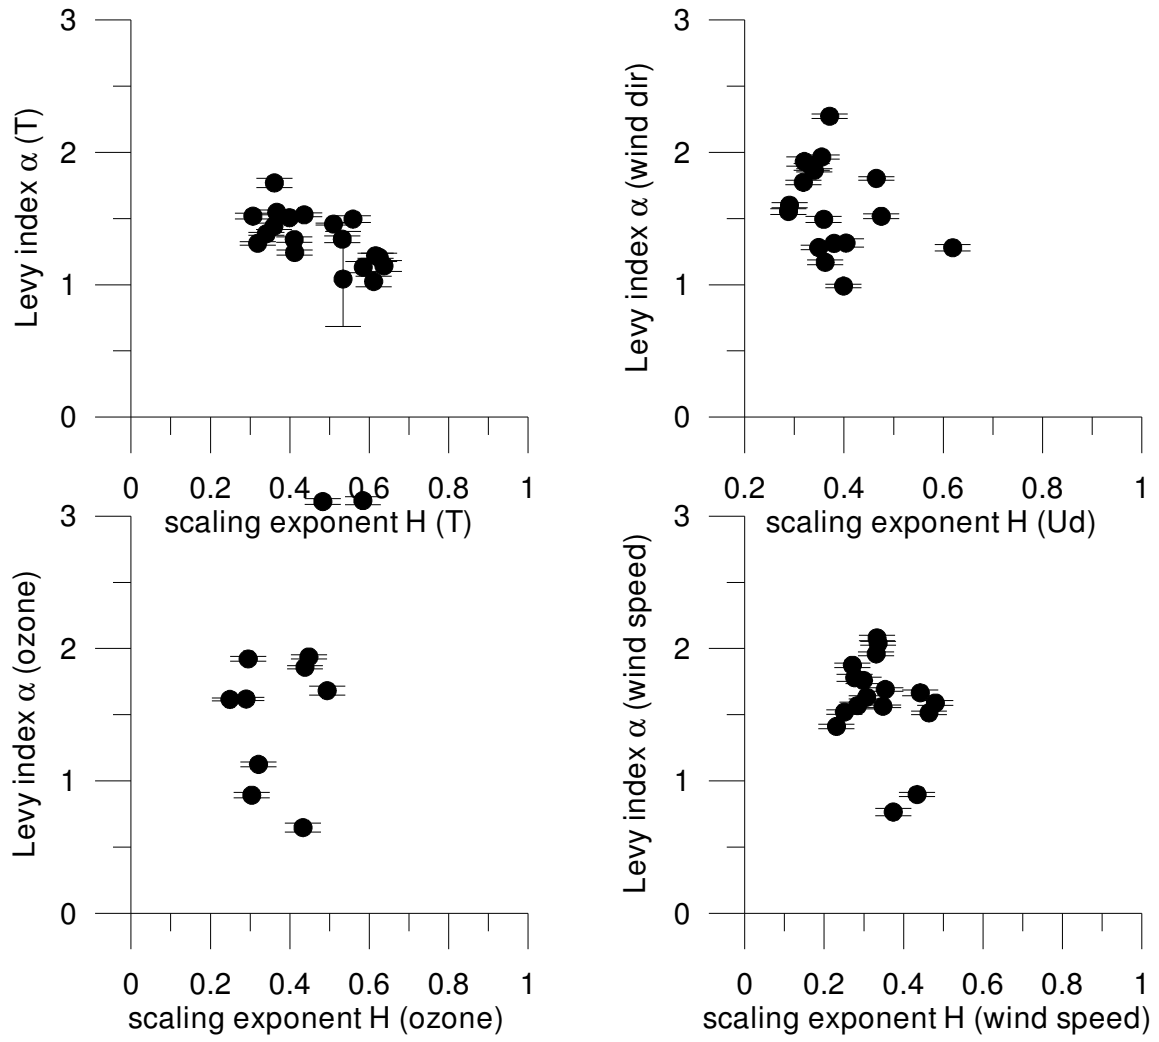 3
2
1
0
Levy index α (T)
0 0.2 0.4 0.6 0.8 1
scaling exponent H (T)
3
2
1
0
Levy index α (wind dir)
0.2 0.4 0.6 0.8 1
scaling exponent H (Ud)
3
2
1
0
Levy index α (ozone)
0 0.2 0.4 0.6 0.8 1
scaling exponent H (ozone)
3
2
1
0
Levy index α (wind speed)
0 0.2 0.4 0.6 0.8 1
scaling exponent H (wind speed)